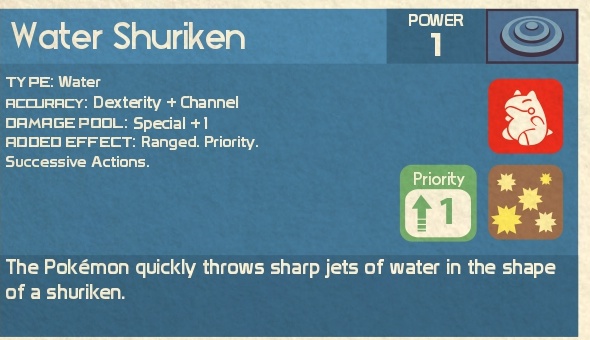 Water Shuriken
POWER
1
TYPE: Water
ACCURACY: Dexterity + Channel
DAMAGE POOL: Special +1
ADDED EFFECT: Ranged. Priority.
Successive Actions.
Priority
1
The Pokémon quickly throws sharp jets of water in the shape
of a shuriken.